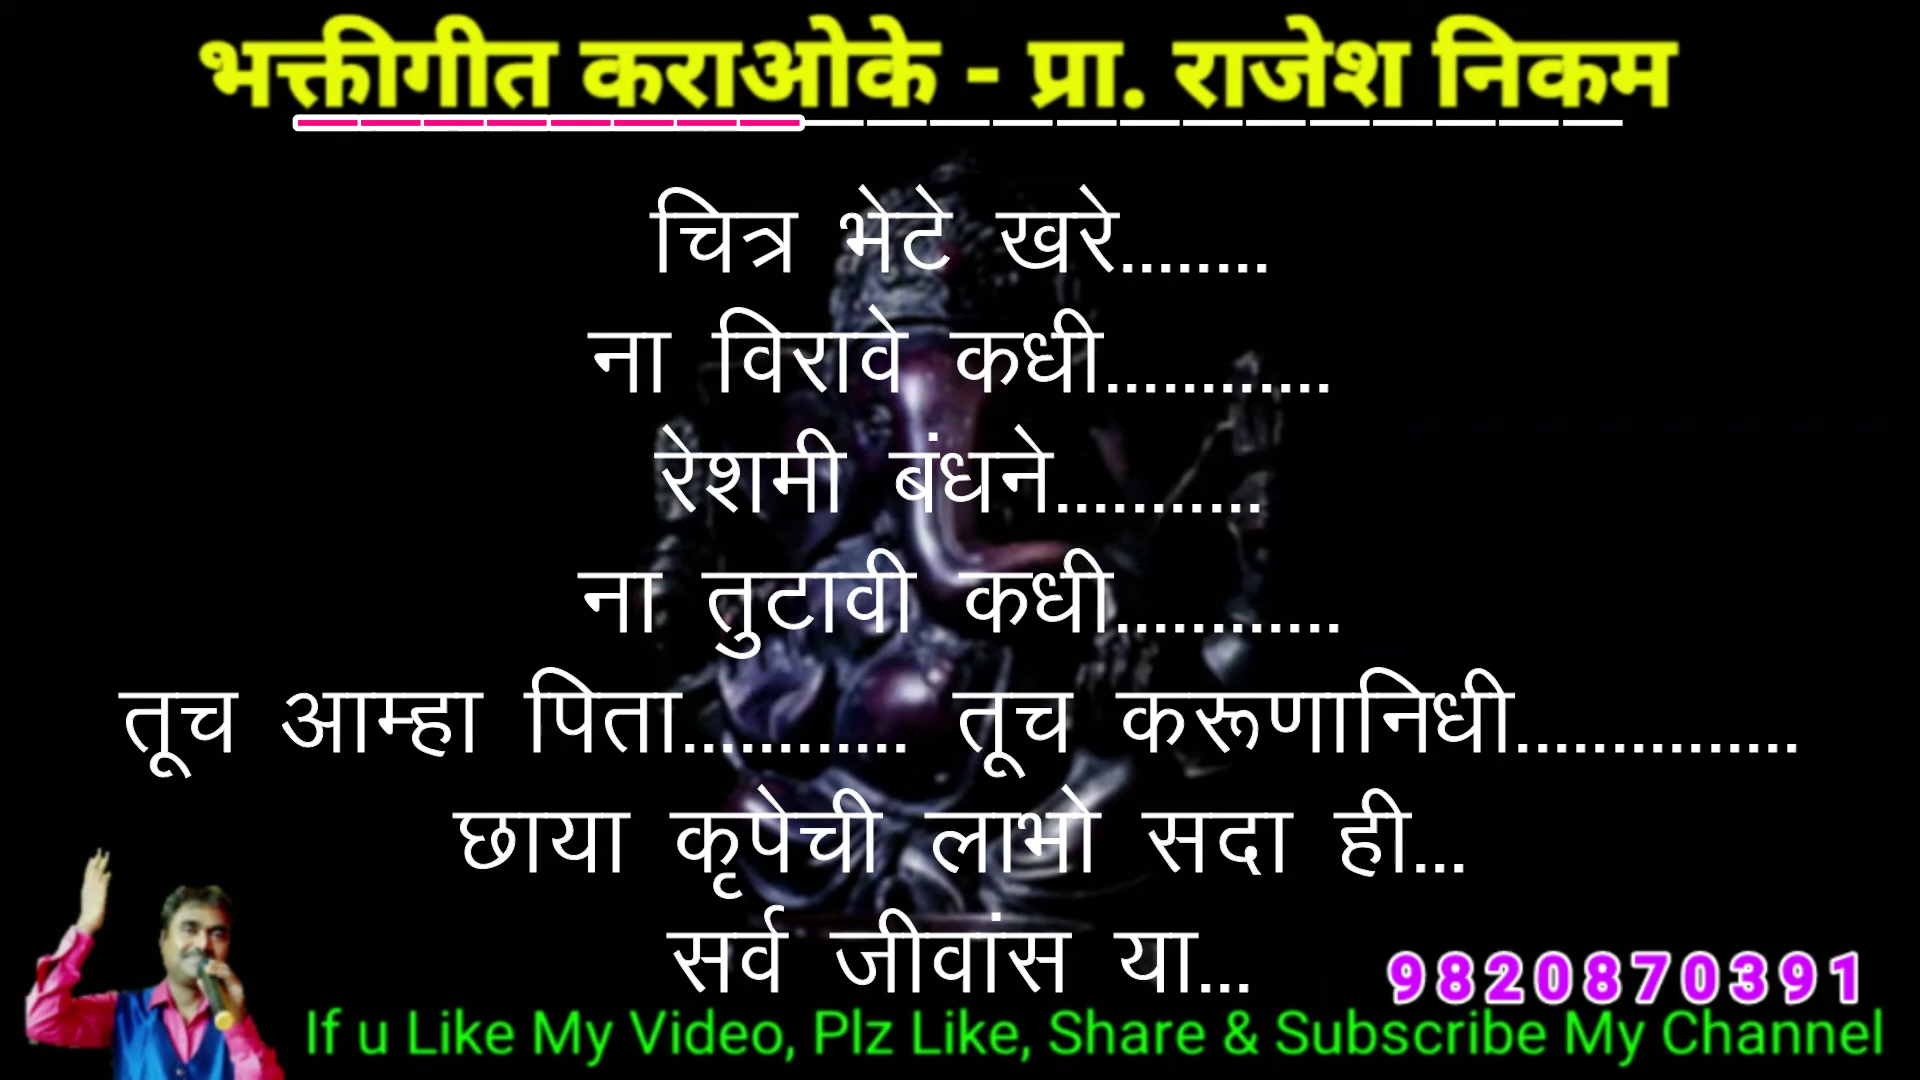 भक्तीगीत कराओके - प्रा. राजेश निकम
चित्र भेटे खरे........
ना विरावे कधी............
रेशमी बंधने...........
ना तुटावी कधी............
तूच आम्हा पिता............ तूच करूणानिधी...............
छाया कृपेची लाभो सदा ही...
सर्व जीवांस या...
9820870391
If u Like My Video, Plz Like, Share & Subscribe My Channel